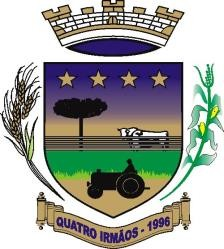 QUATRO IRMÃOS - 1996